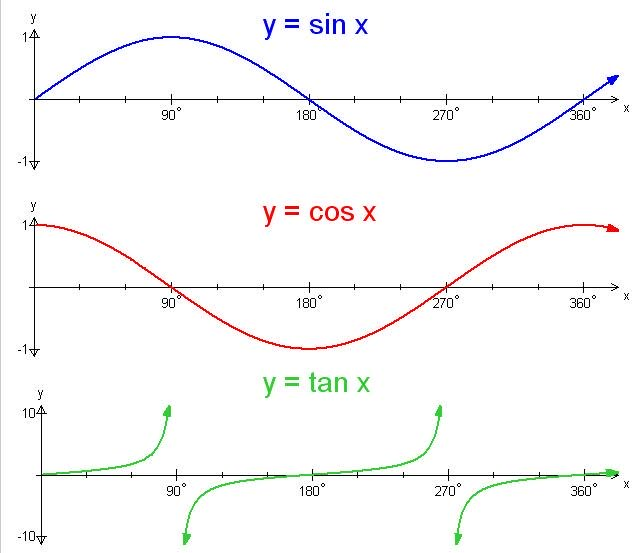 y
y = sin x
1
90° 180° 270° 360° x
-1
y
y = cos x
1
90° 180° 270° 360° x
-1
y = tan x
y
10
90° 180° 270° 360° x
-10